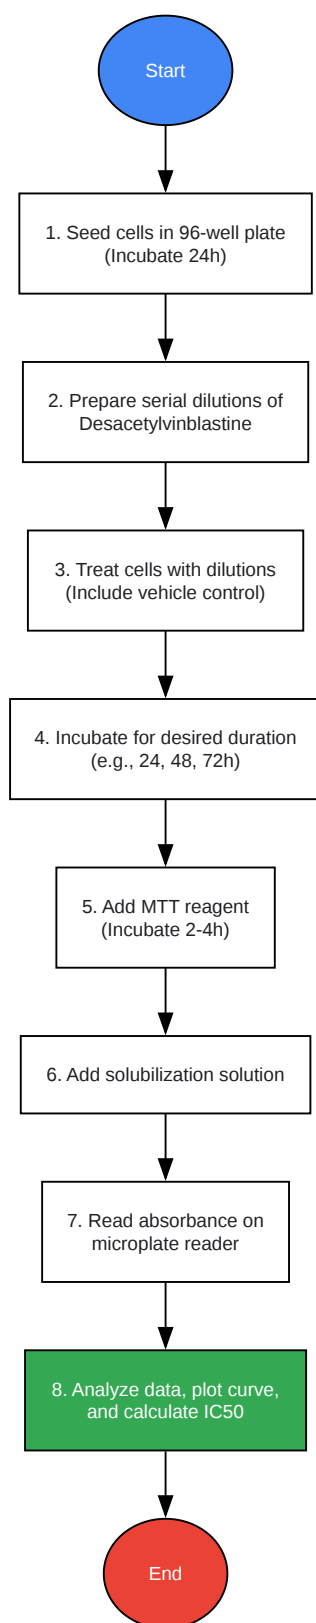 Start
1. Seed cells in 96-well plate
(Incubate 24h)
2. Prepare serial dilutions of
Desacetylvinblastine
3. Treat cells with dilutions
(Include vehicle control)
4. Incubate for desired duration
(e.g., 24, 48, 72h)
5. Add MTT reagent
(Incubate 2-4h)
6. Add solubilization solution
7. Read absorbance on
microplate reader
8. Analyze data, plot curve,
and calculate IC50
End